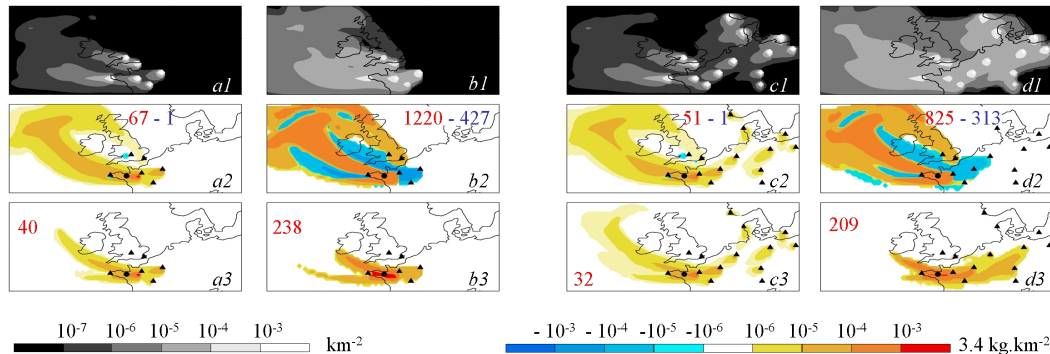 a1 b1 c1 d1
67 - 1 1220 - 427 51 - 1 825 - 313
a2 b2 c2 d2
40 238 32 209
a3 b3 c3 d3
10⁻⁷ 10⁻⁶ 10⁻⁵ 10⁻⁴ 10⁻³ km⁻²
- 10⁻³ - 10⁻⁴ -10⁻⁵ -10⁻⁶ 10⁻⁶ 10⁻⁵ 10⁻⁴ 10⁻³ 3.4 kg.km⁻²